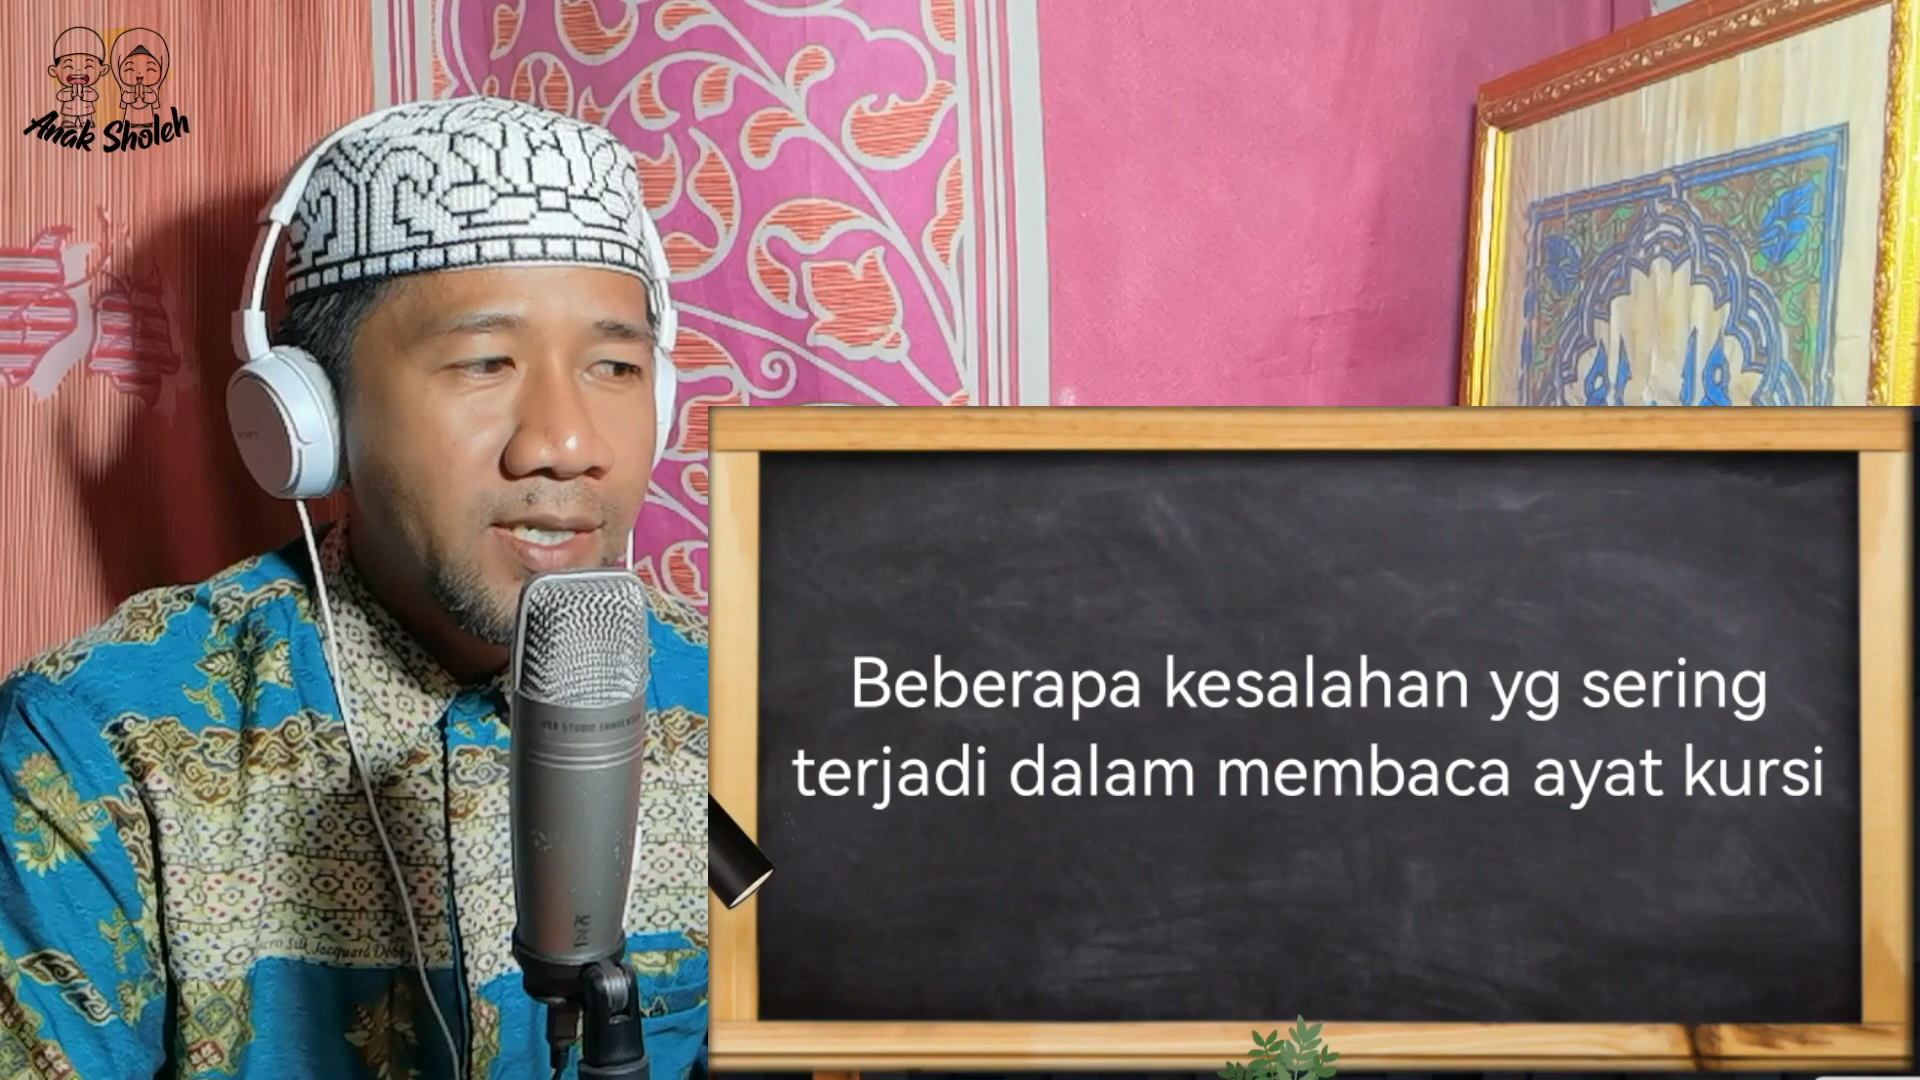 Anak Sholeh
Beberapa kesalahan yg sering
terjadi dalam membaca ayat kursi